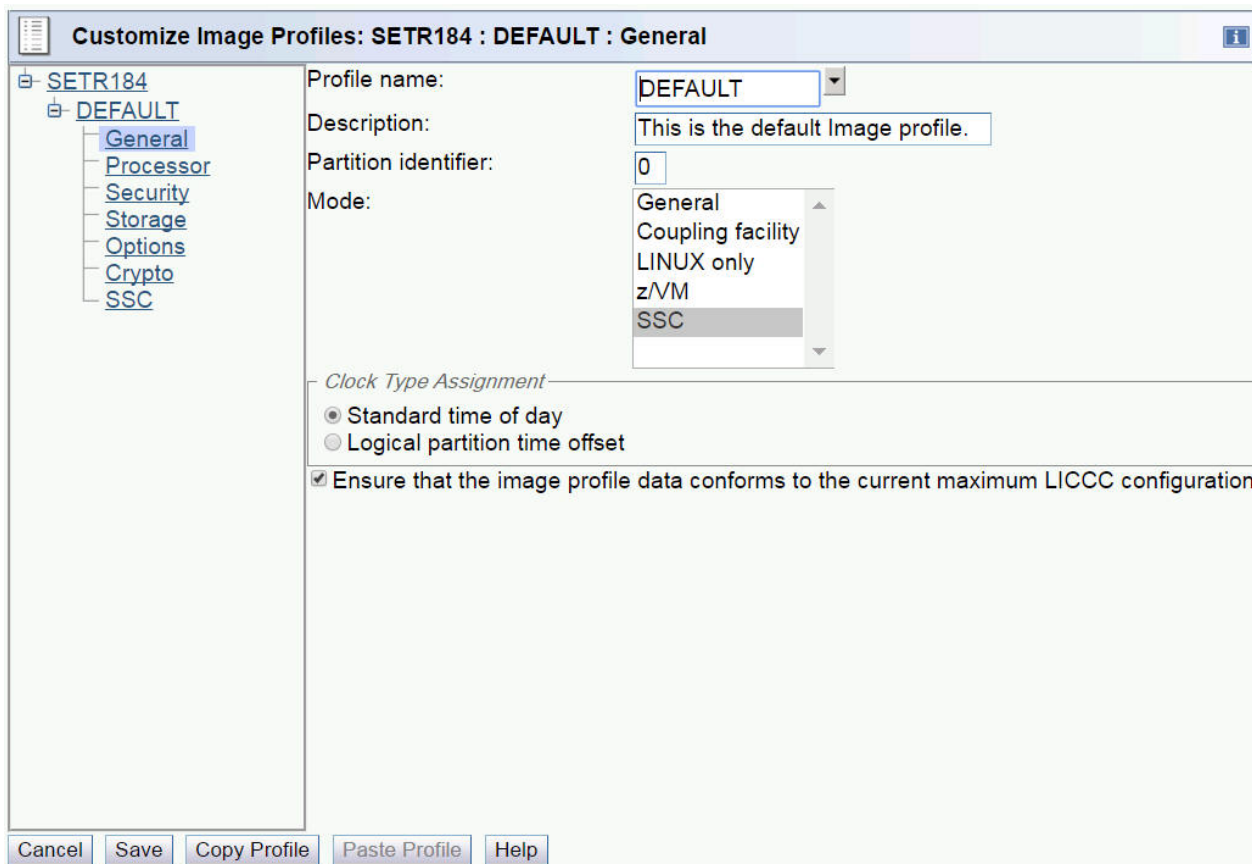 Customize Image Profiles: SETR184 : DEFAULT : General
i
SETR184
DEFAULT
General
Processor
Security
Storage
Options
Crypto
SSC
Profile name:
DEFAULT
Description:
This is the default Image profile.
Partition identifier:
0
Mode:
General
Coupling facility
LINUX only
z/VM
SSC
Clock Type Assignment
Standard time of day
Logical partition time offset
Ensure that the image profile data conforms to the current maximum LICCC configuration
Cancel
Save
Copy Profile
Paste Profile
Help